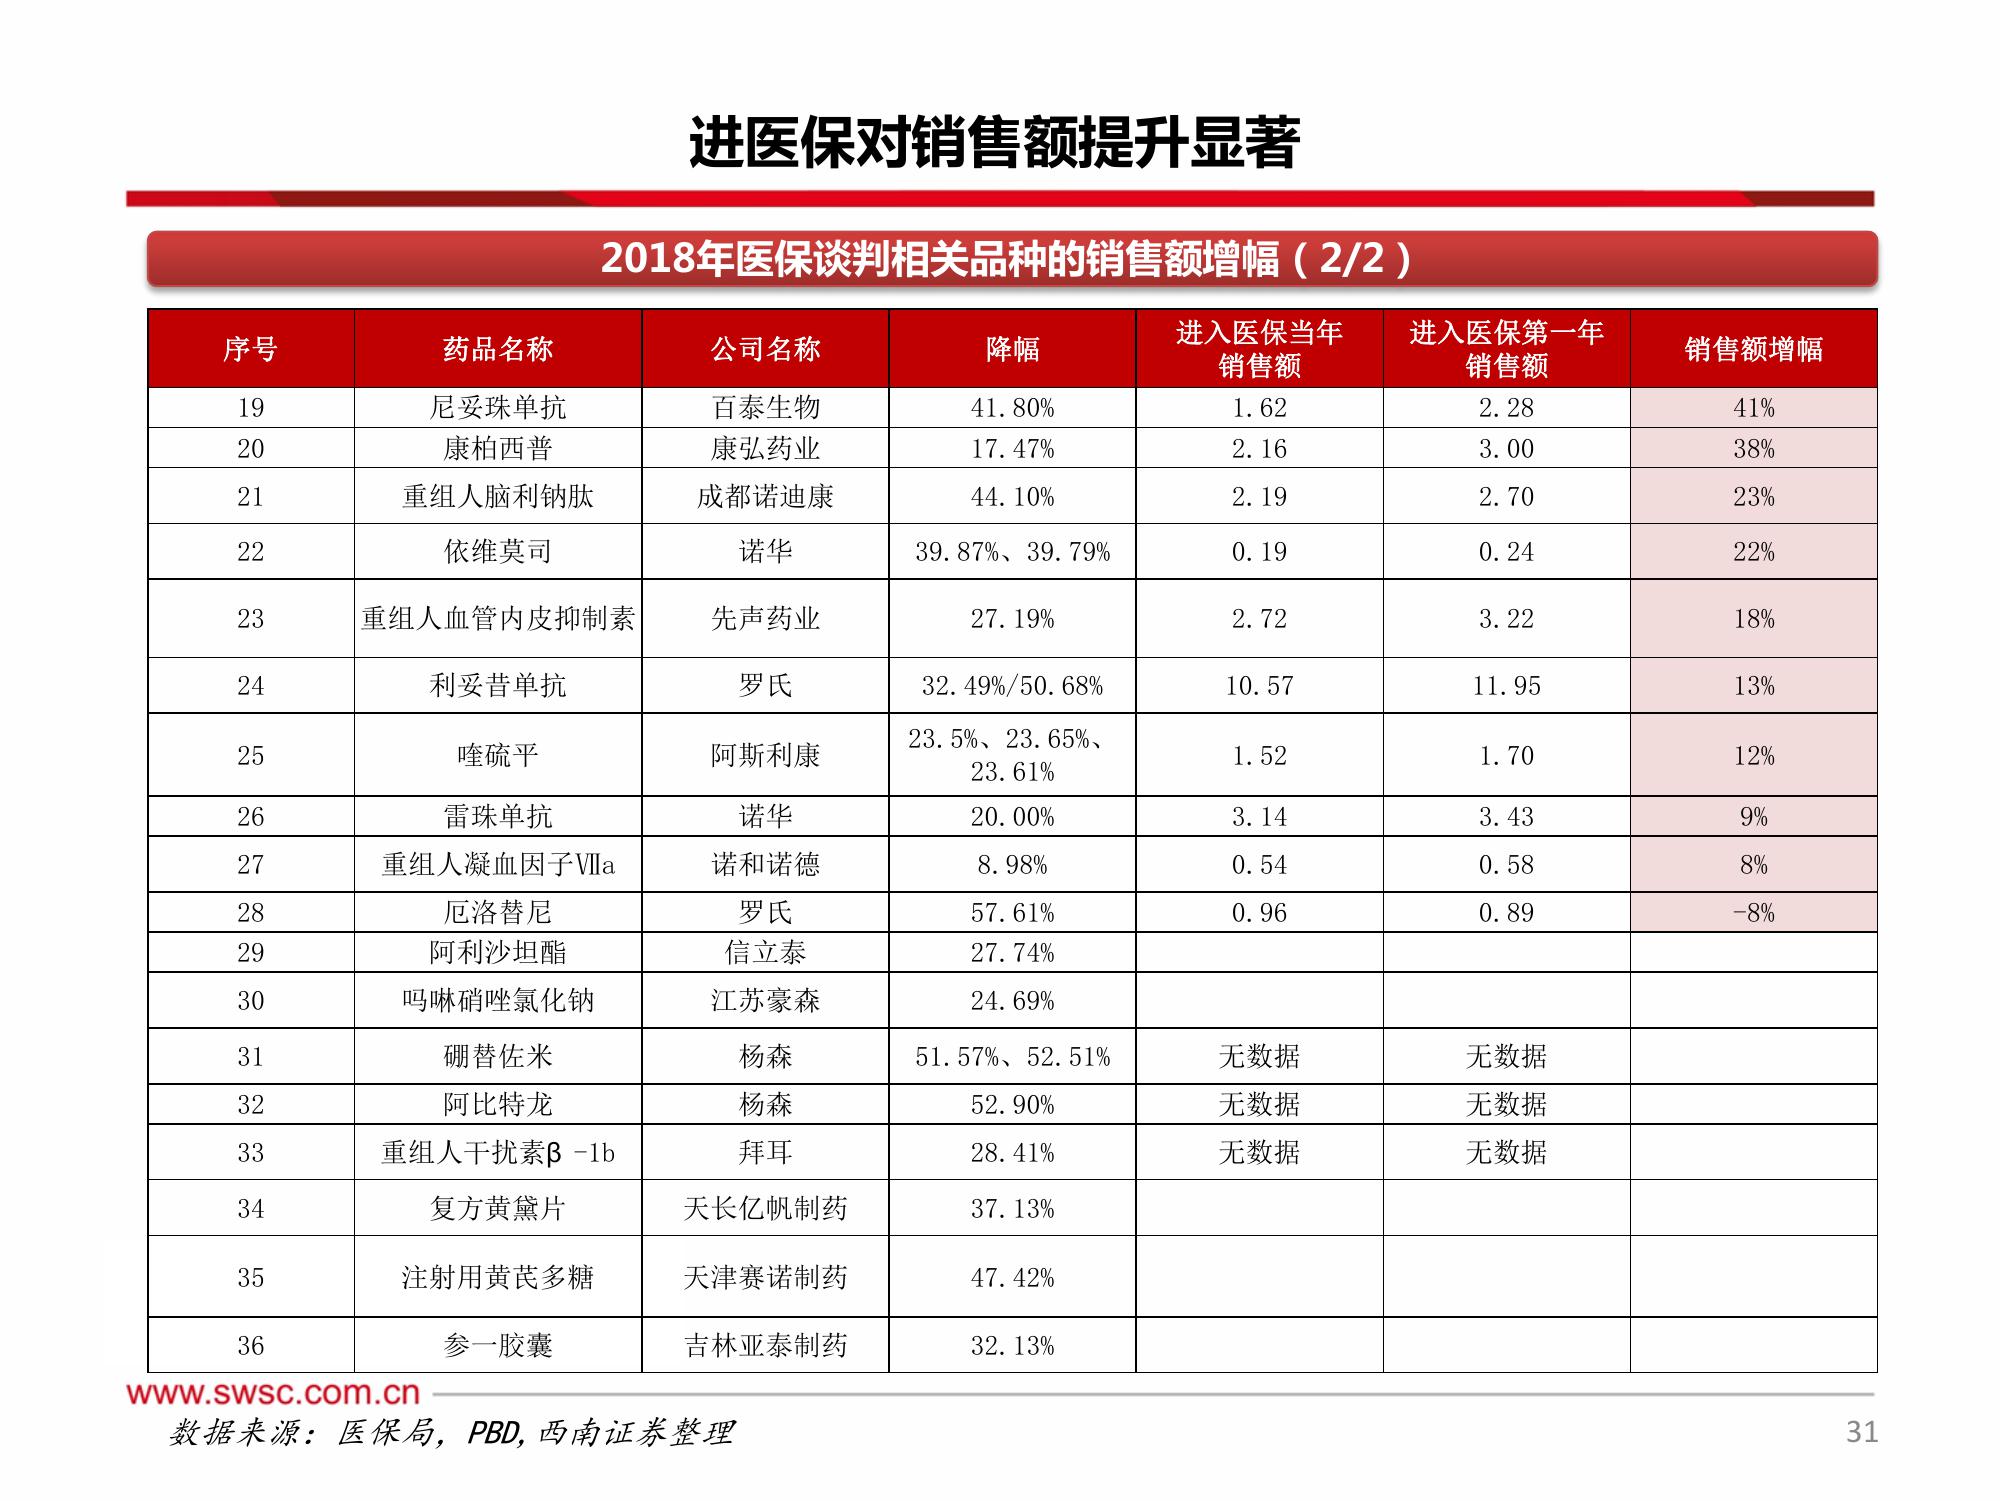 进医保对销售额提升显著
2018年医保谈判相关品种的销售额增幅（2/2）
序号 药品名称 公司名称 降幅 进入医保当年销售额 进入医保第一年销售额 销售额增幅
19 尼妥珠单抗 百泰生物 41.80% 1.62 2.28 41%
20 康柏西普 康弘药业 17.47% 2.16 3.00 38%
21 重组人脑利钠肽 成都诺迪康 44.10% 2.19 2.70 23%
22 依维莫司 诺华 39.87%、39.79% 0.19 0.24 22%
23 重组人血管内皮抑制素 先声药业 27.19% 2.72 3.22 18%
24 利妥昔单抗 罗氏 32.49%/50.68% 10.57 11.95 13%
25 喹硫平 阿斯利康 23.5%、23.65%、23.61% 1.52 1.70 12%
26 雷珠单抗 诺华 20.00% 3.14 3.43 9%
27 重组人凝血因子Ⅶa 诺和诺德 8.98% 0.54 0.58 8%
28 厄洛替尼 罗氏 57.61% 0.96 0.89 -8%
29 阿利沙坦酯 信立泰 27.74%
30 吗啉硝唑氯化钠 江苏豪森 24.69%
31 硼替佐米 杨森 51.57%、52.51% 无数据 无数据
32 阿比特龙 杨森 52.90% 无数据 无数据
33 重组人干扰素β -1b 拜耳 28.41% 无数据 无数据
34 复方黄黛片 天长亿帆制药 37.13%
35 注射用黄芪多糖 天津赛诺制药 47.42%
36 参一胶囊 吉林亚泰制药 32.13%
www.swsc.com.cn
数据来源：医保局，PBD,西南证券整理
31